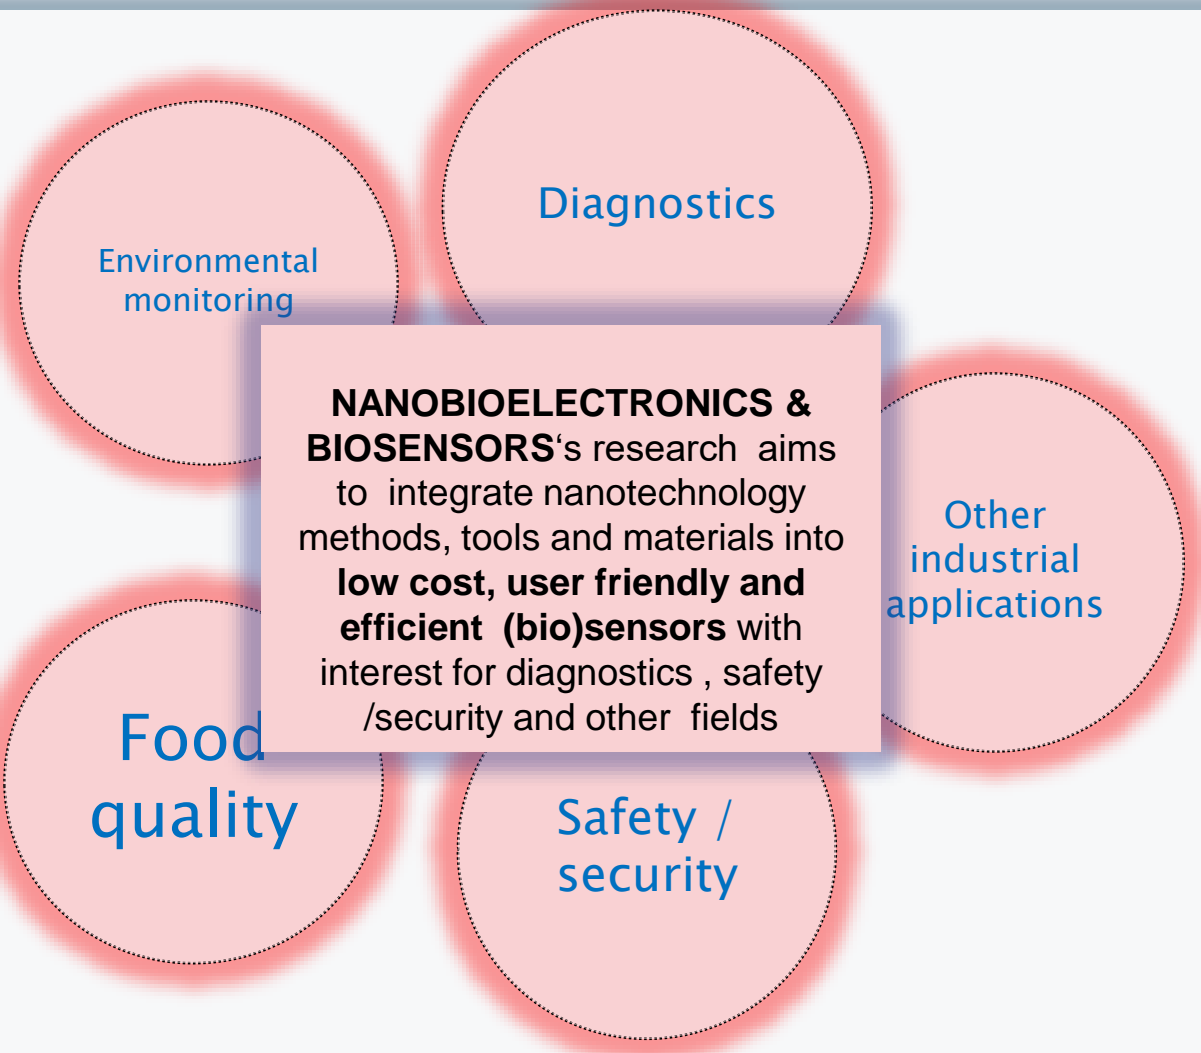 Diagnostics
Environmental
monitoring
NANOBIOELECTRONICS &
BIOSENSORS‘s research  aims
to  integrate nanotechnology
methods, tools and materials into
low cost, user friendly and
efficient  (bio)sensors with
interest for diagnostics , safety
/security and other  fields
Other
industrial
applications
Food
quality
Safety /
security